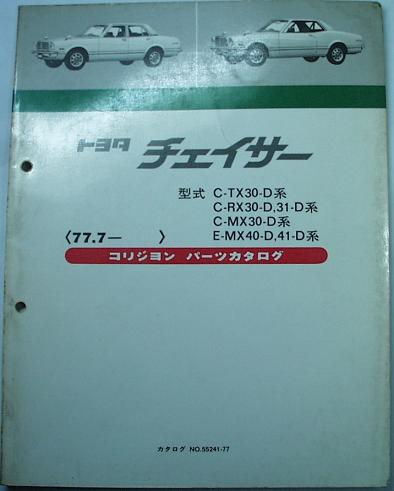 トヨタ チェイサー
型式 C-TX30-D系
C-RX30-D,31-D系
C-MX30-D系
〈77.7― 〉 E-MX40-D,41-D系
コリジヨン パーツカタログ
カタログ NO.55241-77